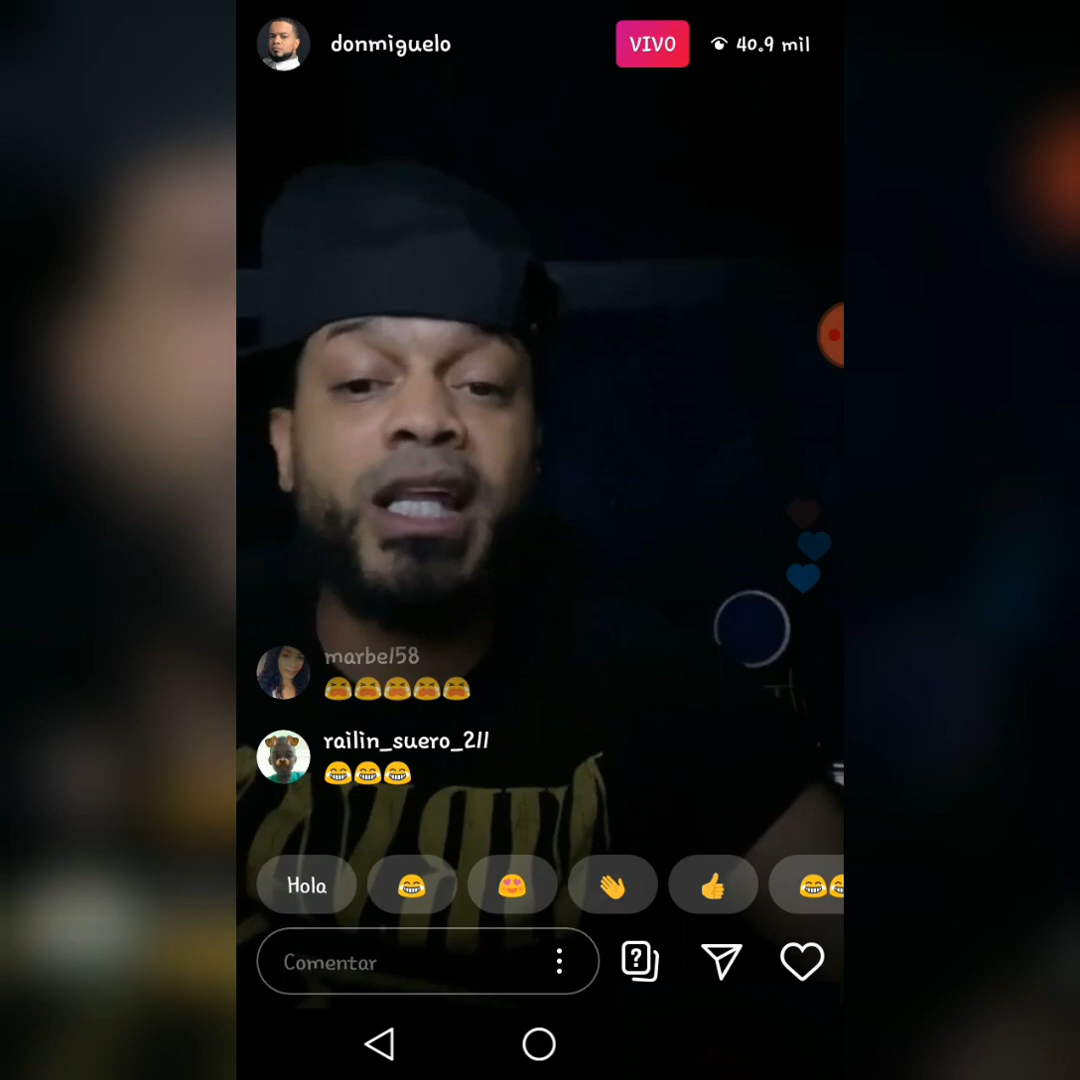 donmiguelo
VIVO
40.9 mil
marbel58
😭😭😭😭😭
railin_suero_211
😂😂😂
Hola
😂
😍
👋
👍
😂😂
Comentar